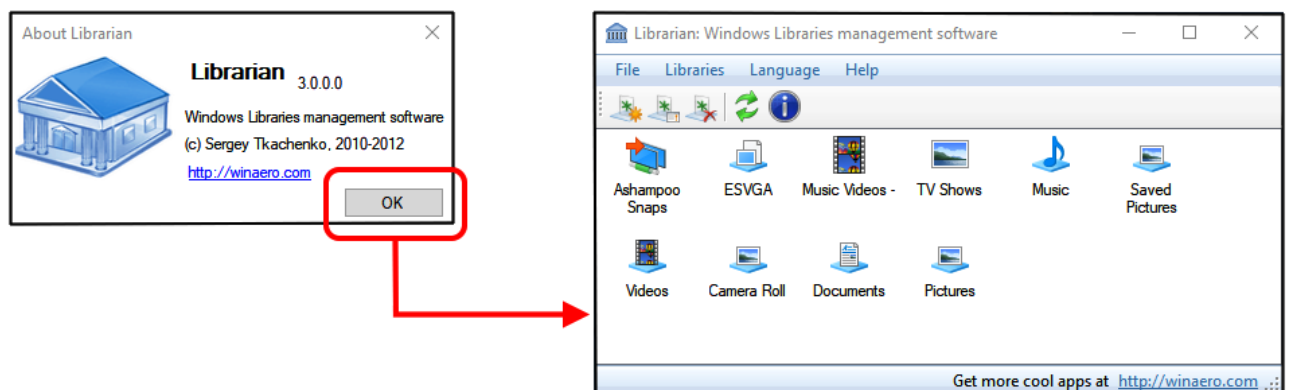 About Librarian
Librarian 3.0.0.0
Windows Libraries management software
(c) Sergey Tkachenko, 2010-2012
http://winaero.com
OK
Librarian: Windows Libraries management software
File Libraries Language Help
Ashampoo Snaps
ESVGA
Music Videos -
TV Shows
Music
Saved Pictures
Videos
Camera Roll
Documents
Pictures
Get more cool apps at http://winaero.com